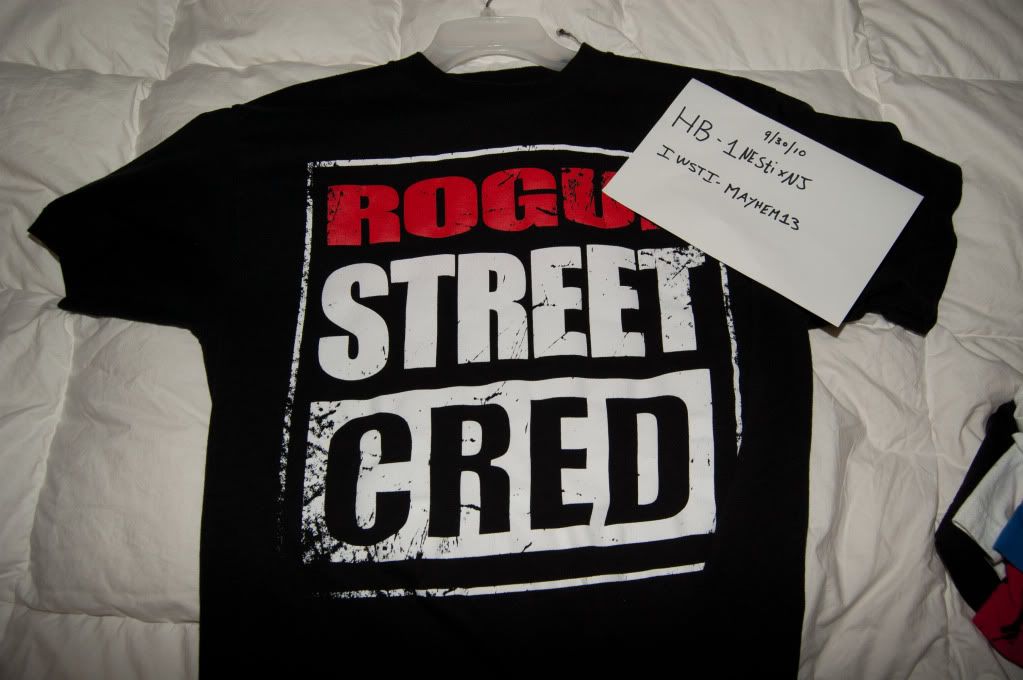 ROGU
STREET
CRED
9/30/10
HB - 1NEStixNJ
IWSTI - MAYHEM13